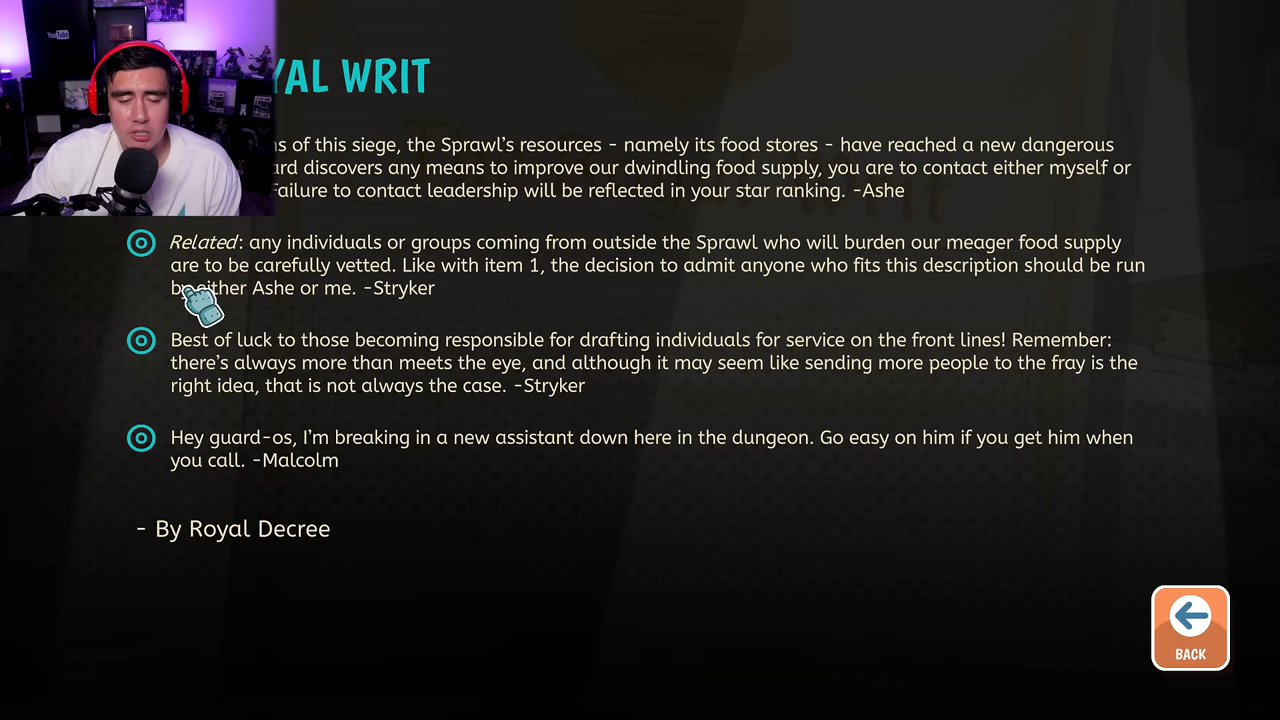 YouTube
YAL WRIT
of this siege, the Sprawl's resources - namely its food stores - have reached a new dangerous
discovers any means to improve our dwindling food supply, you are to contact either myself or
Failure to contact leadership will be reflected in your star ranking. -Ashe
Related: any individuals or groups coming from outside the Sprawl who will burden our meager food supply
are to be carefully vetted. Like with item 1, the decision to admit anyone who fits this description should be run
by either Ashe or me. -Stryker
Best of luck to those becoming responsible for drafting individuals for service on the front lines! Remember:
there's always more than meets the eye, and although it may seem like sending more people to the fray is the
right idea, that is not always the case. -Stryker
Hey guard-os, I'm breaking in a new assistant down here in the dungeon. Go easy on him if you get him when
you call. -Malcolm
- By Royal Decree
BACK